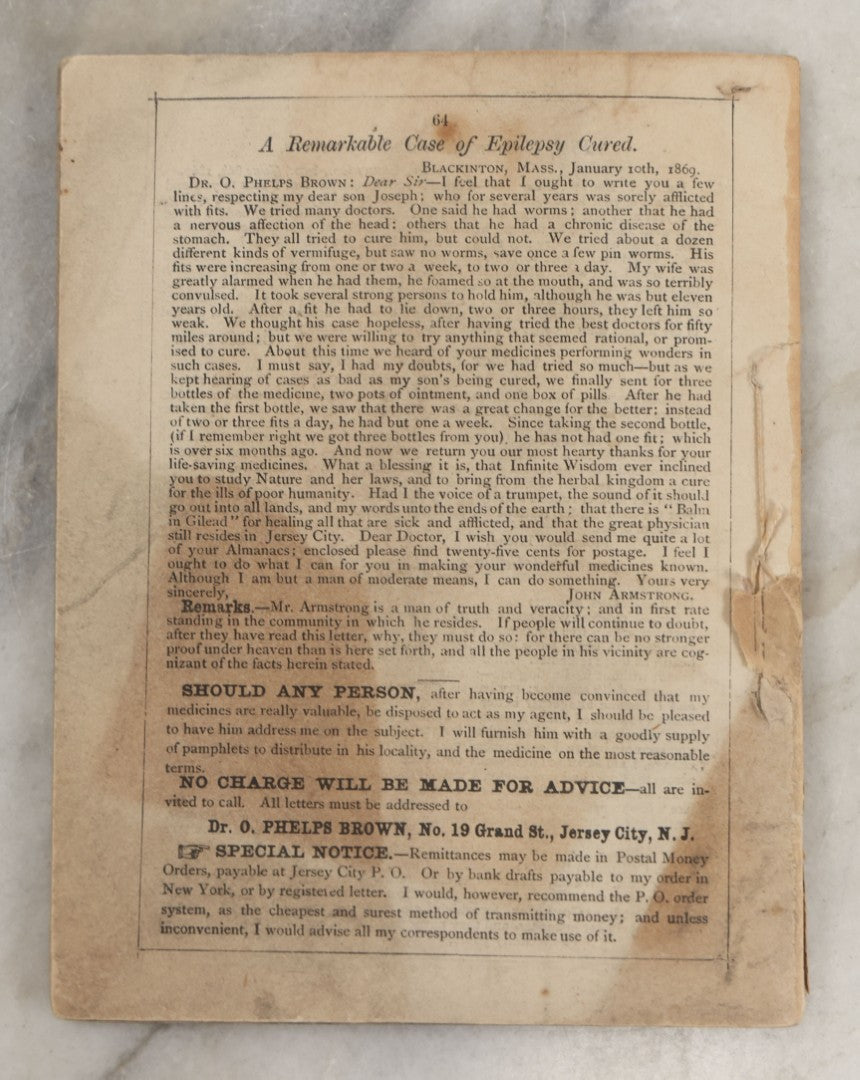 64
A Remarkable Case of Epilepsy Cured.
BLACKINTON, MASS., January 10th, 1869.
DR. O. PHELPS BROWN: Dear Sir—I feel that I ought to write you a few
lines, respecting my dear son Joseph; who for several years was sorely afflicted
with fits. We tried many doctors. One said he had worms; another that he had
a nervous affection of the head: others that he had a chronic disease of the
stomach. They all tried to cure him, but could not. We tried about a dozen
different kinds of vermifuge, but saw no worms, save once a few pin worms. His
fits were increasing from one or two a week, to two or three a day. My wife was
greatly alarmed when he had them, he foamed so at the mouth, and was so terribly
convulsed. It took several strong persons to hold him, although he was but eleven
years old. After a fit he had to lie down, two or three hours, they left him so
weak. We thought his case hopeless, after having tried the best doctors for fifty
miles around; but we were willing to try anything that seemed rational, or prom-
ised to cure. About this time we heard of your medicines performing wonders in
such cases. I must say, I had my doubts, for we had tried so much—but as we
kept hearing of cases as bad as my son's being cured, we finally sent for three
bottles of the medicine, two pots of ointment, and one box of pills After he had
taken the first bottle, we saw that there was a great change for the better: instead
of two or three fits a day, he had but one a week. Since taking the second bottle,
(if I remember right we got three bottles from you), he has not had one fit; which
is over six months ago. And now we return you our most hearty thanks for your
life-saving medicines. What a blessing it is, that Infinite Wisdom ever inclined
you to study Nature and her laws, and to bring from the herbal kingdom a cure
for the ills of poor humanity. Had I the voice of a trumpet, the sound of it should
go out into all lands, and my words unto the ends of the earth; that there is "Balm
in Gilead" for healing all that are sick and afflicted, and that the great physician
still resides in Jersey City. Dear Doctor, I wish you would send me quite a lot
of your Almanacs; enclosed please find twenty-five cents for postage. I feel I
ought to do what I can for you in making your wonderful medicines known.
Although I am but a man of moderate means, I can do something. Yours very
sincerely, JOHN ARMSTRONG.
Remarks.—Mr. Armstrong is a man of truth and veracity; and in first rate
standing in the community in which he resides. If people will continue to doubt,
after they have read this letter, why, they must do so: for there can be no stronger
proof under heaven than is here set forth, and all the people in his vicinity are cog-
nizant of the facts herein stated.
SHOULD ANY PERSON, after having become convinced that my
medicines are really valuable, be disposed to act as my agent, I should be pleased
to have him address me on the subject. I will furnish him with a goodly supply
of pamphlets to distribute in his locality, and the medicine on the most reasonable
terms.
NO CHARGE WILL BE MADE FOR ADVICE—all are in-
vited to call. All letters must be addressed to
Dr. O. PHELPS BROWN, No. 19 Grand St., Jersey City, N. J.
☞ SPECIAL NOTICE.—Remittances may be made in Postal Money
Orders, payable at Jersey City P. O. Or by bank drafts payable to my order in
New York, or by registered letter. I would, however, recommend the P. O. order
system, as the cheapest and surest method of transmitting money; and unless
inconvenient, I would advise all my correspondents to make use of it.